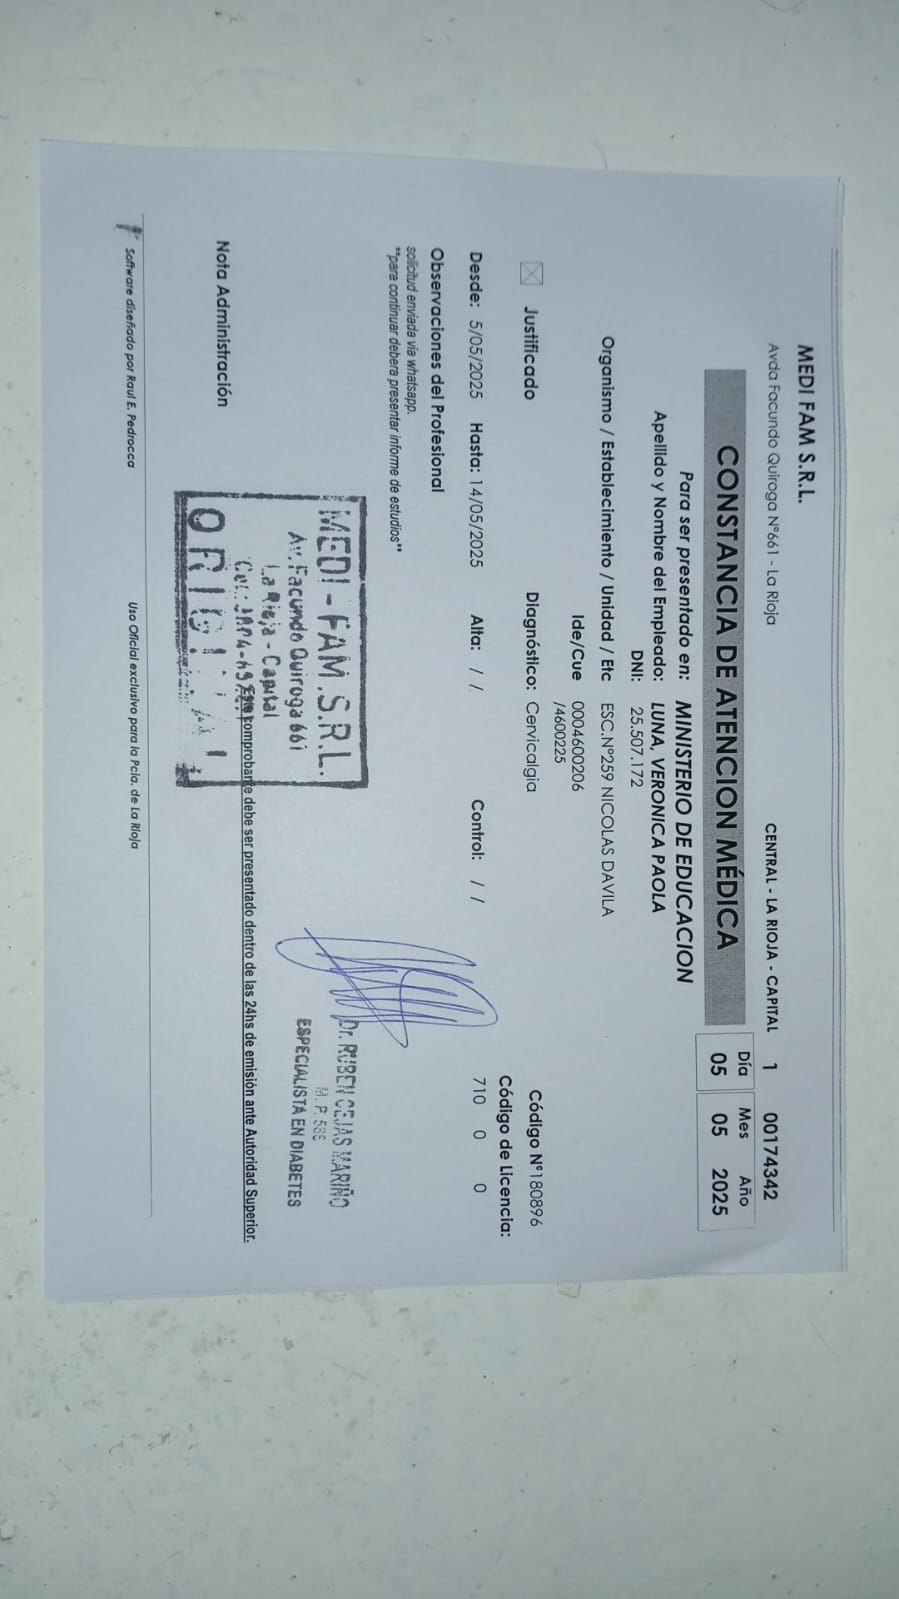 MEDI FAM S.R.L.
Avda Facundo Quiroga N°661 - La Rioja
CENTRAL - LA RIOJA - CAPITAL 1 00174342
CONSTANCIA DE ATENCION MÉDICA
Día Mes Año
05 05 2025
Para ser presentado en: MINISTERIO DE EDUCACION
Apellido y Nombre del Empleado: LUNA, VERONICA PAOLA
DNI: 25.507.172
Organismo / Establecimiento / Unidad / Etc ESC.N°259 NICOLAS DAVILA
Ide/Cue 0004600206
/4600225
Justificado
Diagnóstico: Cervicalgia
Código N°180896
Código de Licencia:
Desde: 5/05/2025 Hasta: 14/05/2025 Alta: / / Control: / / 710 0 0
Observaciones del Profesional
solicitud enviada via whatsapp.
**para continuar debera presentar informe de estudios**
MEDI - FAM .S.R.L.
Av. Facundo Quiroga 661
La Rioja - Capital
Dr. RUBEN CEJAS MARIÑO
M. P. 586
ESPECIALISTA EN DIABETES
comprobante debe ser presentado dentro de las 24hs de emisión ante Autoridad Superior.
Nota Administración
Software diseñado por Raul E. Pedrocca
Uso Oficial exclusivo para la Pcia. de La Rioja